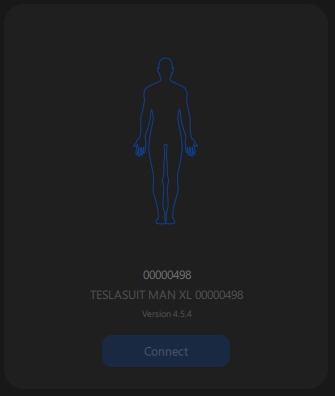 00000498
TESLASUIT MAN XL 00000498
Version 4.5.4
Connect